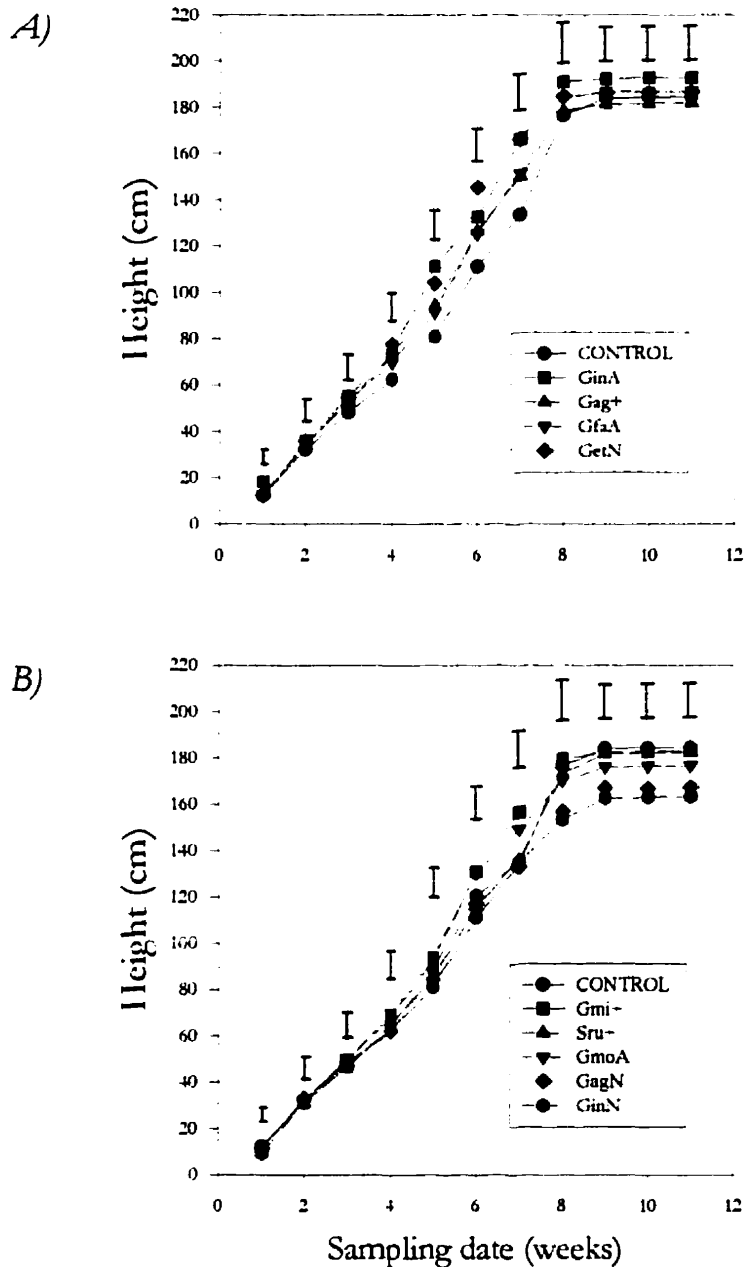 A)
220
200
180
160
140
120
100
80
60
40
20
0
Height (cm)
CONTROL
GinA
Gag+
GfaA
GetN
0 2 4 6 8 10 12
B)
220
200
180
160
140
120
100
80
60
40
20
0
Height (cm)
CONTROL
Gmi+
Sru+
GmoA
GagN
GinN
0 2 4 6 8 10 12
Sampling date (weeks)